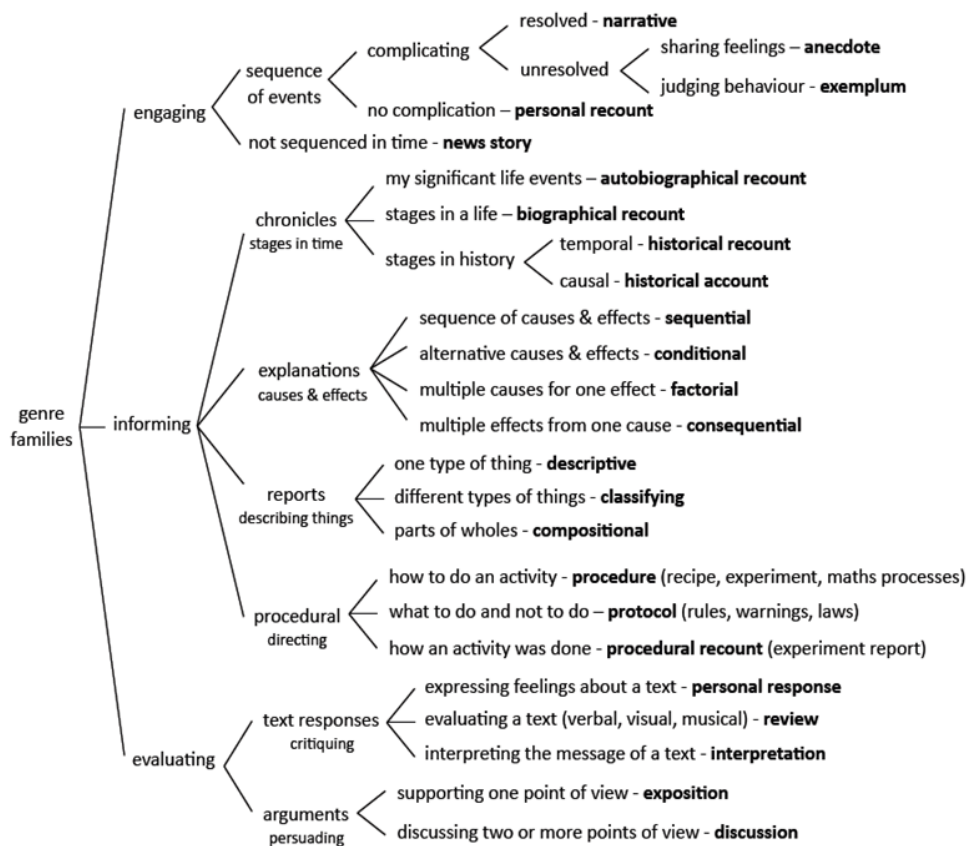 resolved - narrative
complicating
sharing feelings – anecdote
sequence
of events
unresolved
judging behaviour - exemplum
engaging
no complication – personal recount
not sequenced in time - news story
my significant life events – autobiographical recount
chronicles
stages in time
stages in a life – biographical recount
temporal - historical recount
stages in history
causal - historical account
sequence of causes & effects - sequential
alternative causes & effects - conditional
explanations
causes & effects
multiple causes for one effect - factorial
genre
families
informing
multiple effects from one cause - consequential
one type of thing - descriptive
reports
describing things
different types of things - classifying
parts of wholes - compositional
how to do an activity - procedure (recipe, experiment, maths processes)
procedural
directing
what to do and not to do – protocol (rules, warnings, laws)
how an activity was done - procedural recount (experiment report)
expressing feelings about a text - personal response
text responses
critiquing
evaluating a text (verbal, visual, musical) - review
interpreting the message of a text - interpretation
evaluating
supporting one point of view - exposition
arguments
persuading
discussing two or more points of view - discussion